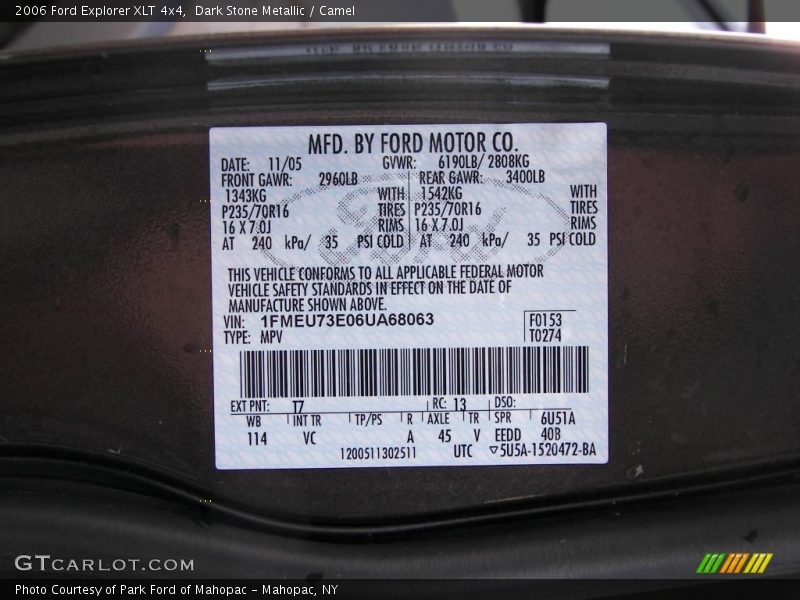 2006 Ford Explorer XLT 4x4, Dark Stone Metallic / Camel
MFD. BY FORD MOTOR CO.
DATE: 11/05 GVWR: 6190LB/ 2808KG
FRONT GAWR: 2960LB REAR GAWR: 3400LB
1343KG WITH 1542KG WITH
P235/70R16 TIRES P235/70R16 TIRES
16 X 7.0J RIMS 16 X 7.0J RIMS
AT 240 kPa/ 35 PSI COLD AT 240 kPa/ 35 PSI COLD
THIS VEHICLE CONFORMS TO ALL APPLICABLE FEDERAL MOTOR
VEHICLE SAFETY STANDARDS IN EFFECT ON THE DATE OF
MANUFACTURE SHOWN ABOVE.
VIN: 1FMEU73E06UA68063 F0153
TYPE: MPV T0274
EXT PNT: T7 RC: 13 DSO:
WB INT TR TP/PS R AXLE TR SPR 6U51A
114 VC A 45 V EEDD 40B
1200511302511 UTC ▽5U5A-1520472-BA
GTCARLOT.COM
Photo Courtesy of Park Ford of Mahopac - Mahopac, NY